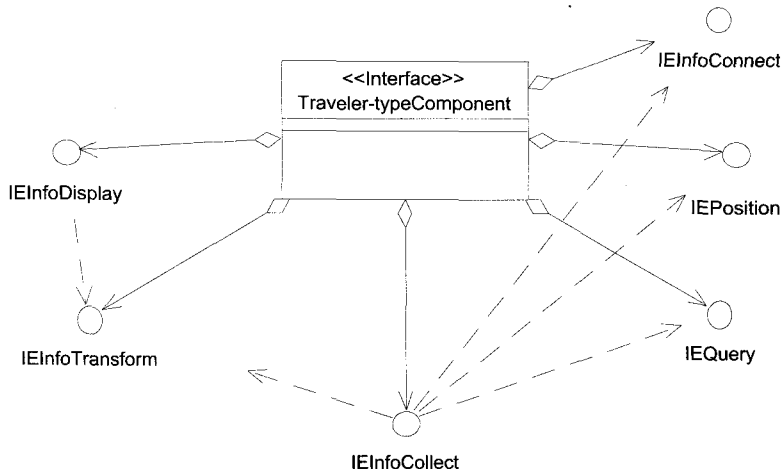 IEInfoConnect
<<Interface>>
Traveler-typeComponent
IEInfoDisplay
IEPosition
IEInfoTransform
IEQuery
IEInfoCollect